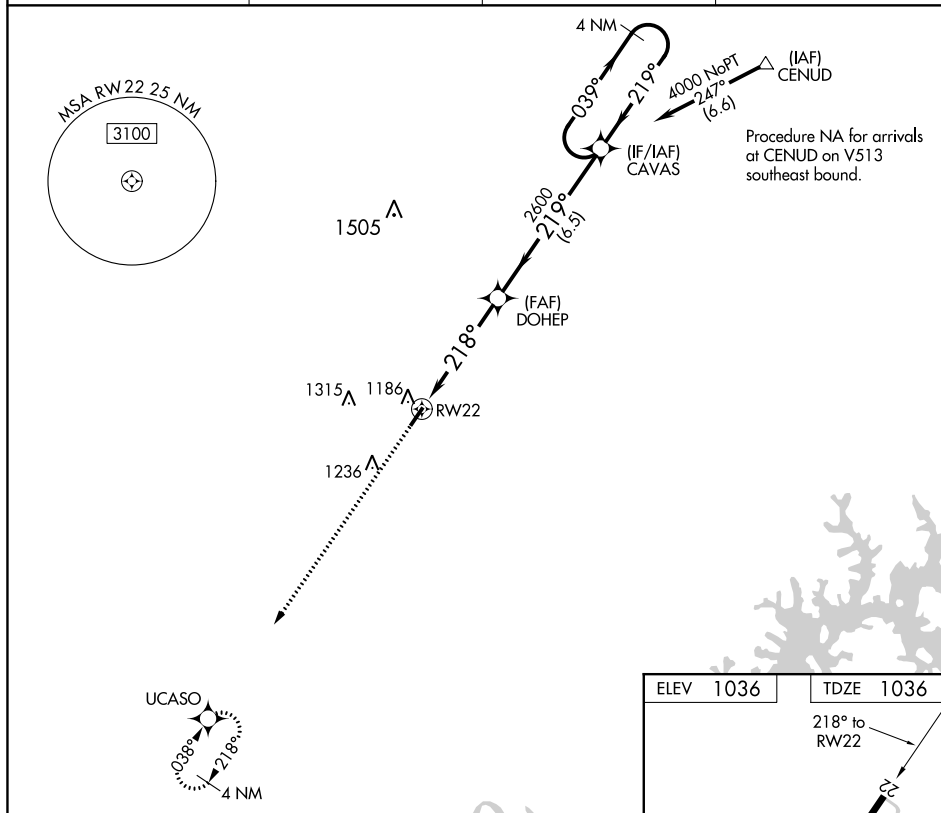 MSA RW 22 25 NM
3100
4 NM
039°
219°
4000 NoPT
247°
(6.6)
(IAF)
CENUD
Procedure NA for arrivals
at CENUD on V513
southeast bound.
(IF/IAF)
CAVAS
1505
2600
219°
(6.5)
(FAF)
DOHEP
218°
1315
1186
RW22
1236
UCASO
038°
218°
4 NM
ELEV 1036
TDZE 1036
218° to
RW22
22